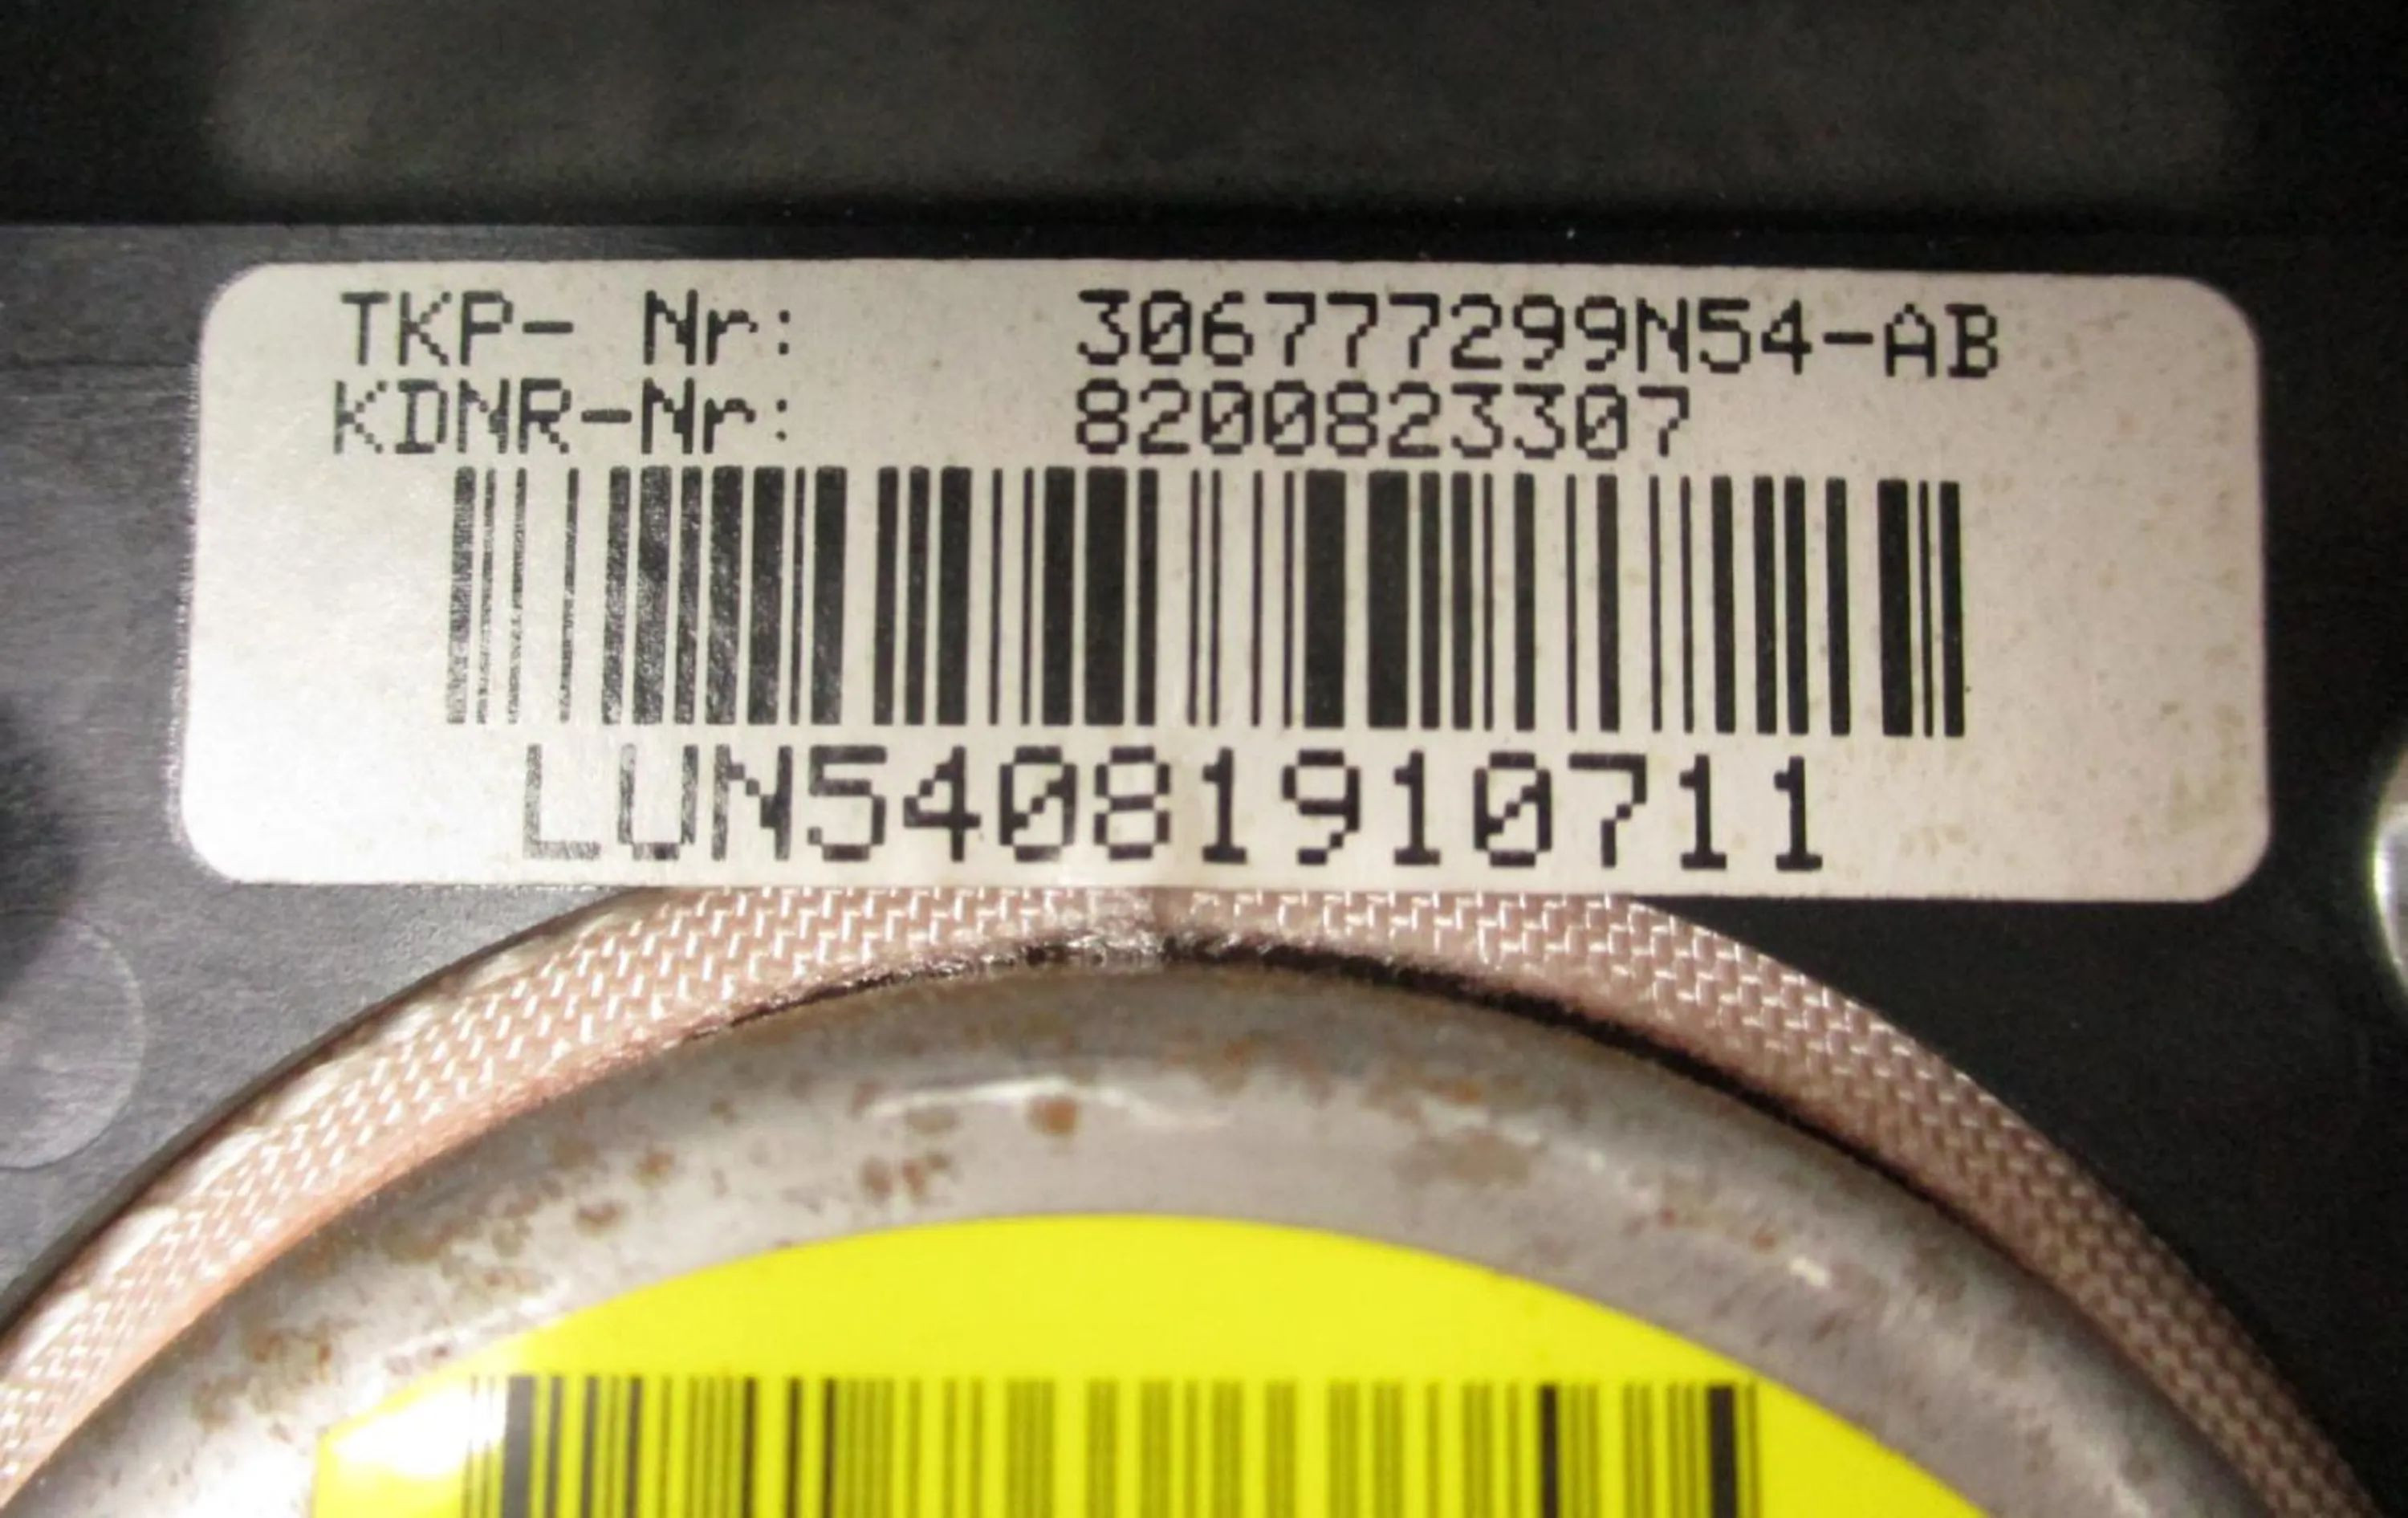 TKP- Nr: 306777299N54-AB
KDNR-Nr: 8200823307
LUN54081910711